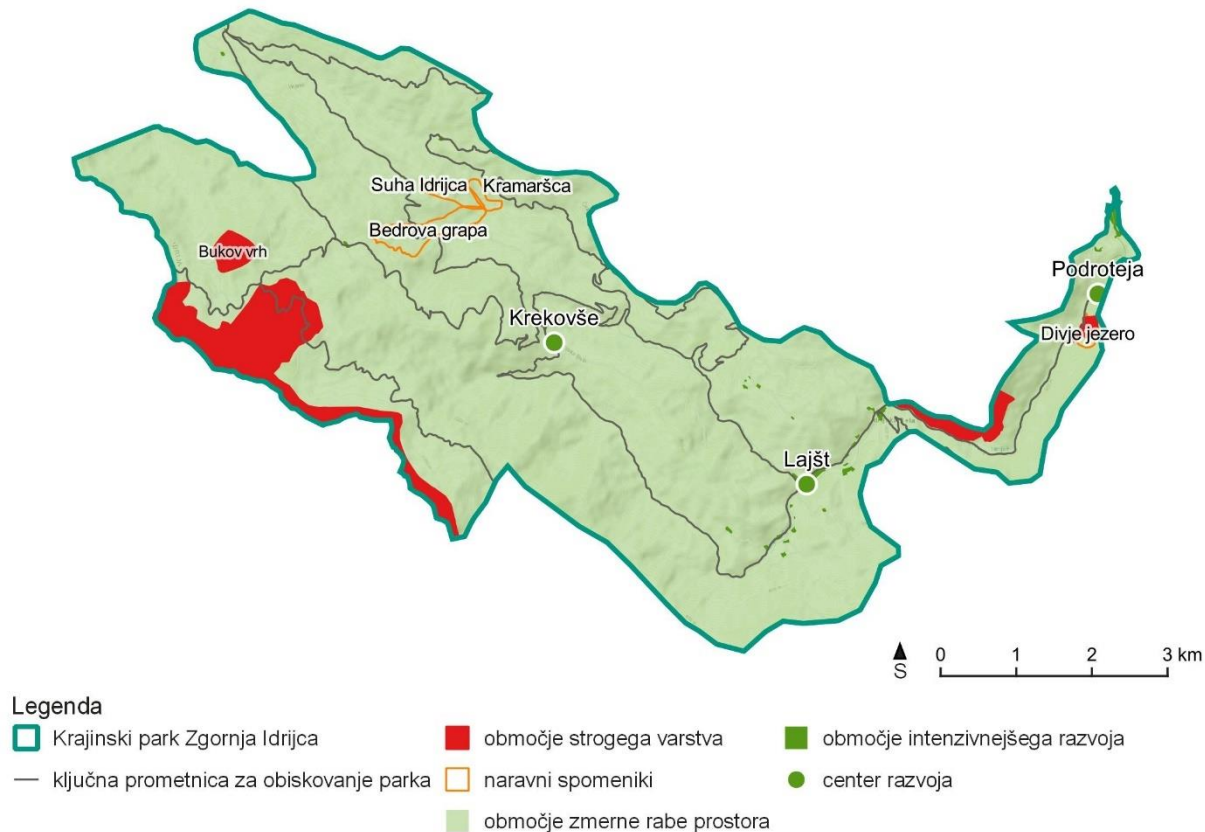 Suha Idrijca
Kramaršca
Bedrova grapa
Bukov vrh
Podroteja
Divje jezero
Krekovše
Lajšt
S
0 1 2 3 km
Legenda
Krajinski park Zgornja Idrijca
ključna prometnica za obiskovanje parka
območje strogega varstva
naravni spomeniki
območje zmerne rabe prostora
območje intenzivnejšega razvoja
center razvoja